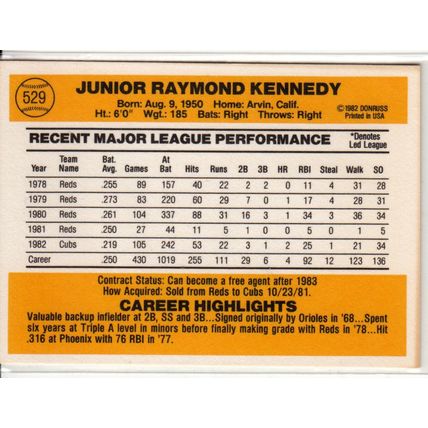 529
JUNIOR RAYMOND KENNEDY
Born: Aug. 9, 1950 Home: Arvin, Calif.
Ht.: 6'0" Wgt.: 185 Bats: Right Throws: Right
©1982 DONRUSS
Printed in USA
RECENT MAJOR LEAGUE PERFORMANCE
*Denotes
Led League
Year Team Name Bat. Avg. Games At Bat Hits Runs 2B 3B HR RBI Steal Walk SO
1978 Reds .255 89 157 40 22 2 2 0 11 4 31 28
1979 Reds .273 83 220 60 29 7 0 1 17 4 28 31
1980 Reds .261 104 337 88 31 16 3 1 34 3 36 34
1981 Reds .250 27 44 11 5 1 0 0 5 0 1 5
1982 Cubs .219 105 242 53 22 3 1 2 25 1 34
Career .250 430 1019 255 111 29 6 4 92 12 123 136
Contract Status: Can become a free agent after 1983
How Acquired: Sold from Reds to Cubs 10/23/81.
CAREER HIGHLIGHTS
Valuable backup infielder at 2B, SS and 3B...Signed originally by Orioles in '68...Spent
six years at Triple A level in minors before finally making grade with Reds in '78...Hit
.316 at Phoenix with 76 RBI in '77.